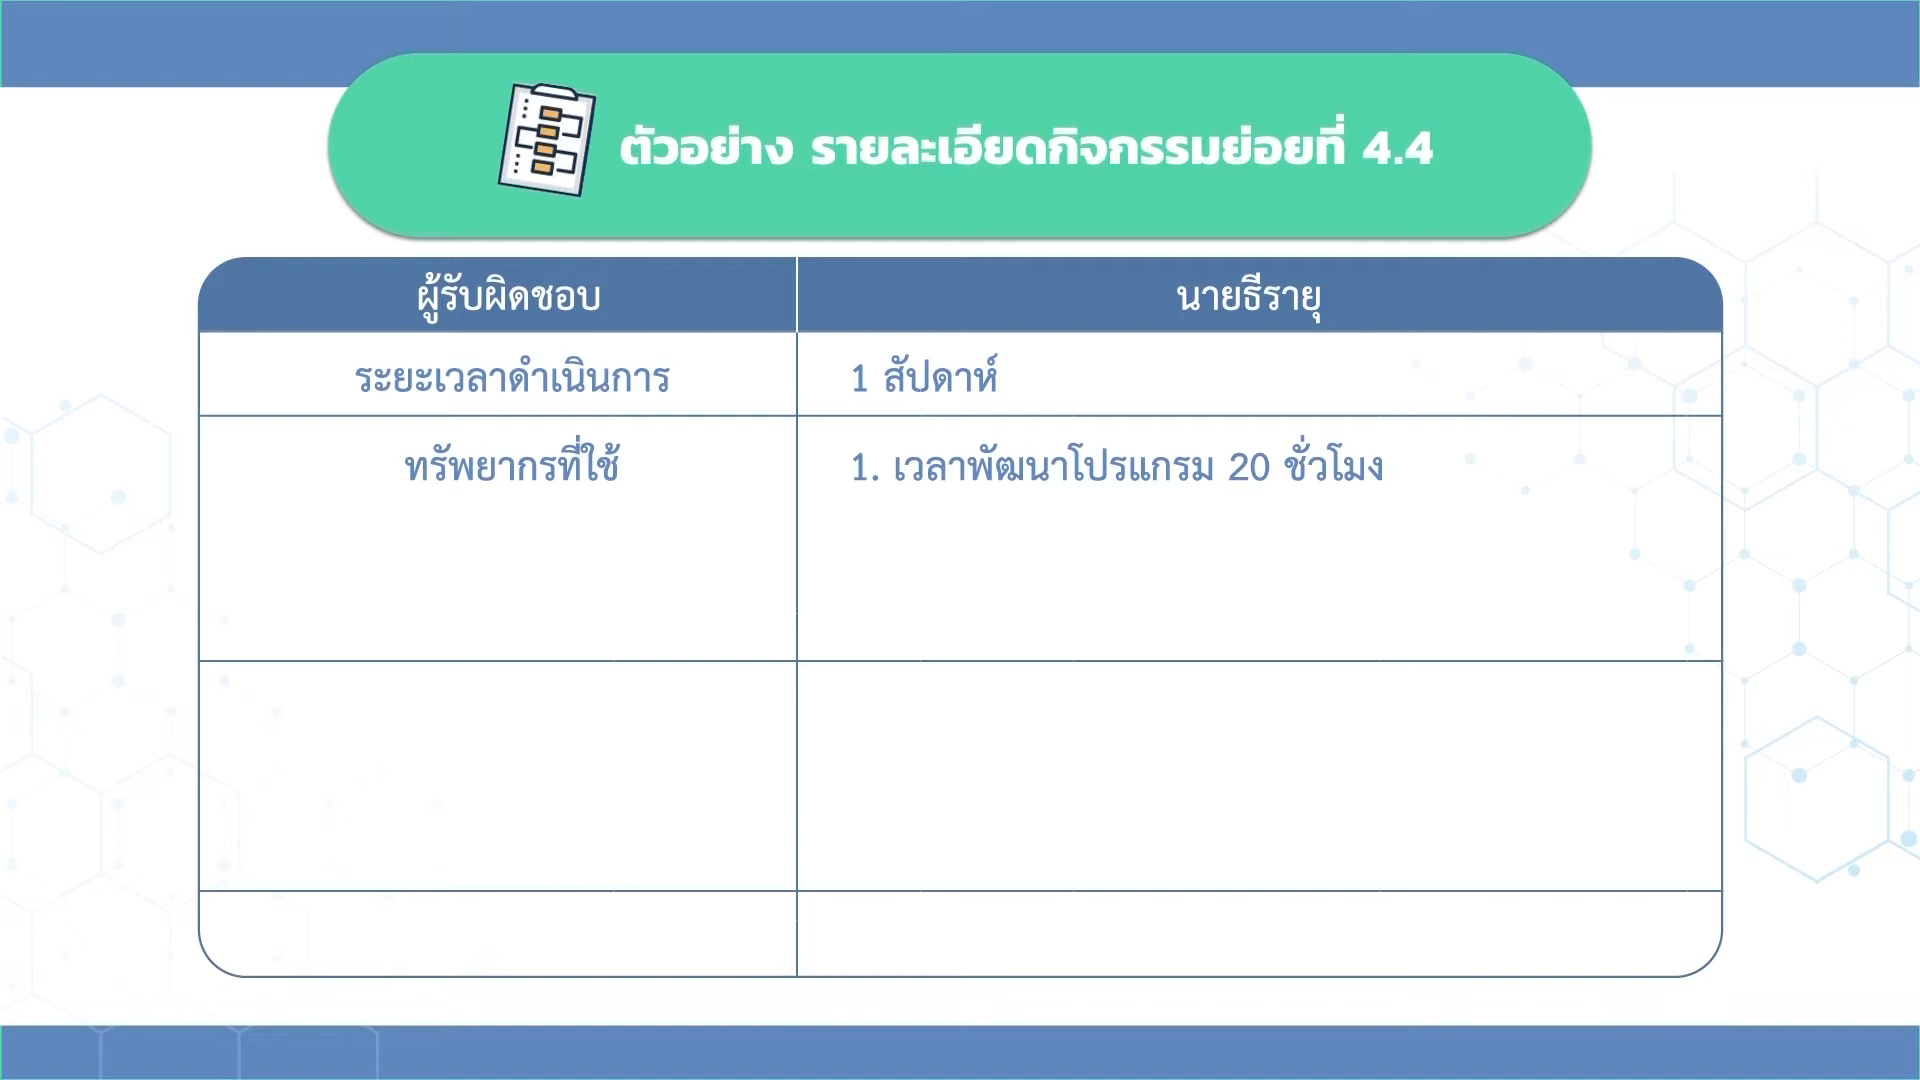 ตัวอย่าง รายละเอียดกิจกรรมย่อยที่ 4.4
ผู้รับผิดชอบ นายธีรายุ
ระยะเวลาดำเนินการ 1 สัปดาห์
ทรัพยากรที่ใช้ 1. เวลาพัฒนาโปรแกรม 20 ชั่วโมง